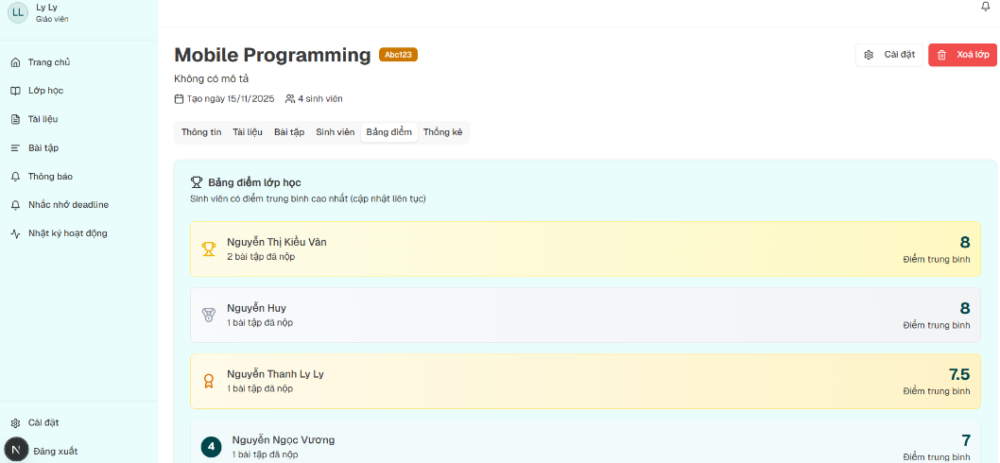 LL
Ly Ly
Giáo viên
Trang chủ
Lớp học
Tài liệu
Bài tập
Thông báo
Nhắc nhở deadline
Nhật ký hoạt động
Cài đặt
N
Đăng xuất
Mobile Programming
Abc123
Cài đặt
Xoá lớp
Không có mô tả
Tạo ngày 15/11/2025
4 sinh viên
Thông tin
Tài liệu
Bài tập
Sinh viên
Bảng điểm
Thống kê
Bảng điểm lớp học
Sinh viên có điểm trung bình cao nhất (cập nhật liên tục)
Nguyễn Thị Kiều Vân
2 bài tập đã nộp
8
Điểm trung bình
Nguyễn Huy
1 bài tập đã nộp
8
Điểm trung bình
Nguyễn Thanh Ly Ly
1 bài tập đã nộp
7.5
Điểm trung bình
4
Nguyễn Ngọc Vương
1 bài tập đã nộp
7
Điểm trung bình